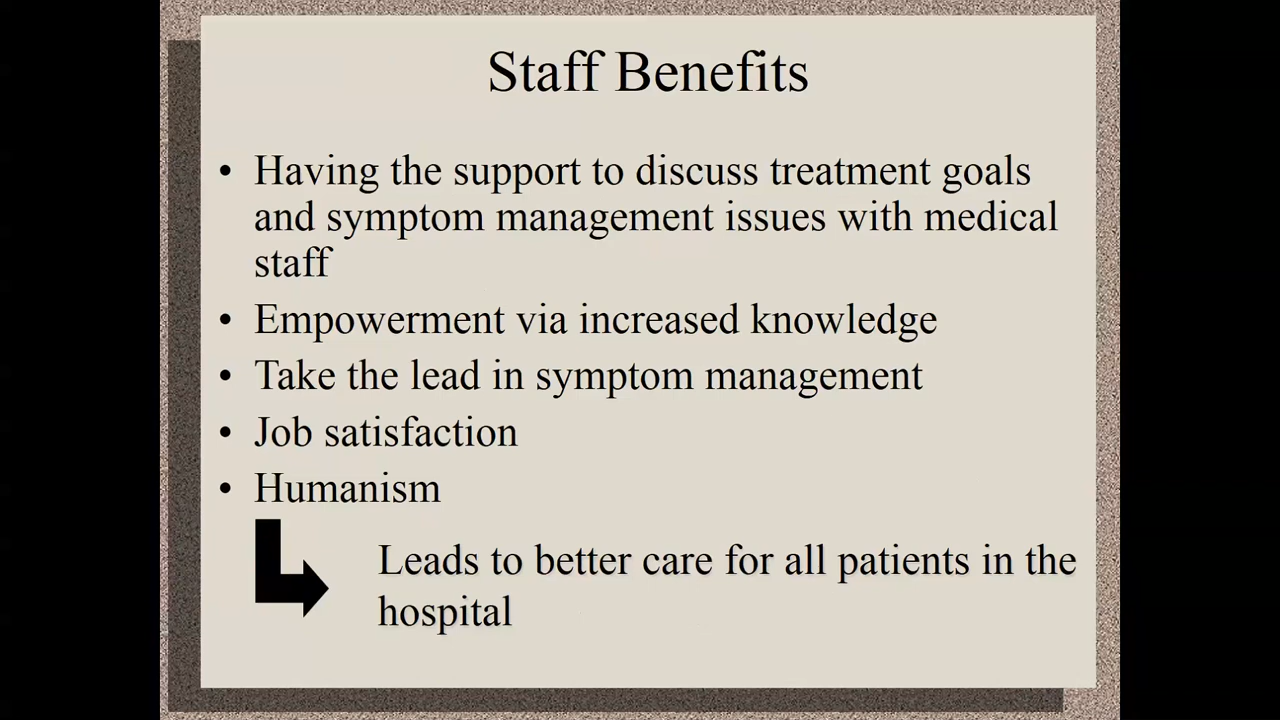 Staff Benefits
• Having the support to discuss treatment goals
and symptom management issues with medical
staff
• Empowerment via increased knowledge
• Take the lead in symptom management
• Job satisfaction
• Humanism
Leads to better care for all patients in the
hospital